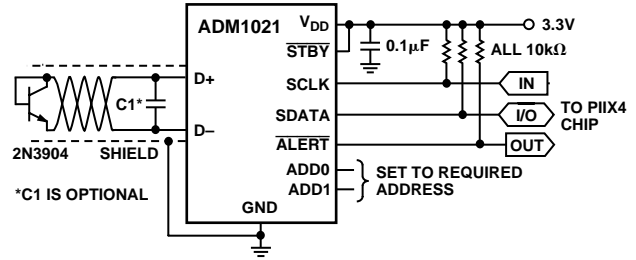 ADM1021
VDD
3.3V
STBY
0.1μF
ALL 10kΩ
D+
SCLK
IN
C1*
SDATA
I/O
TO PIIX4
CHIP
D–
ALERT
OUT
2N3904
SHIELD
ADD0
SET TO REQUIRED
ADDRESS
ADD1
*C1 IS OPTIONAL
GND